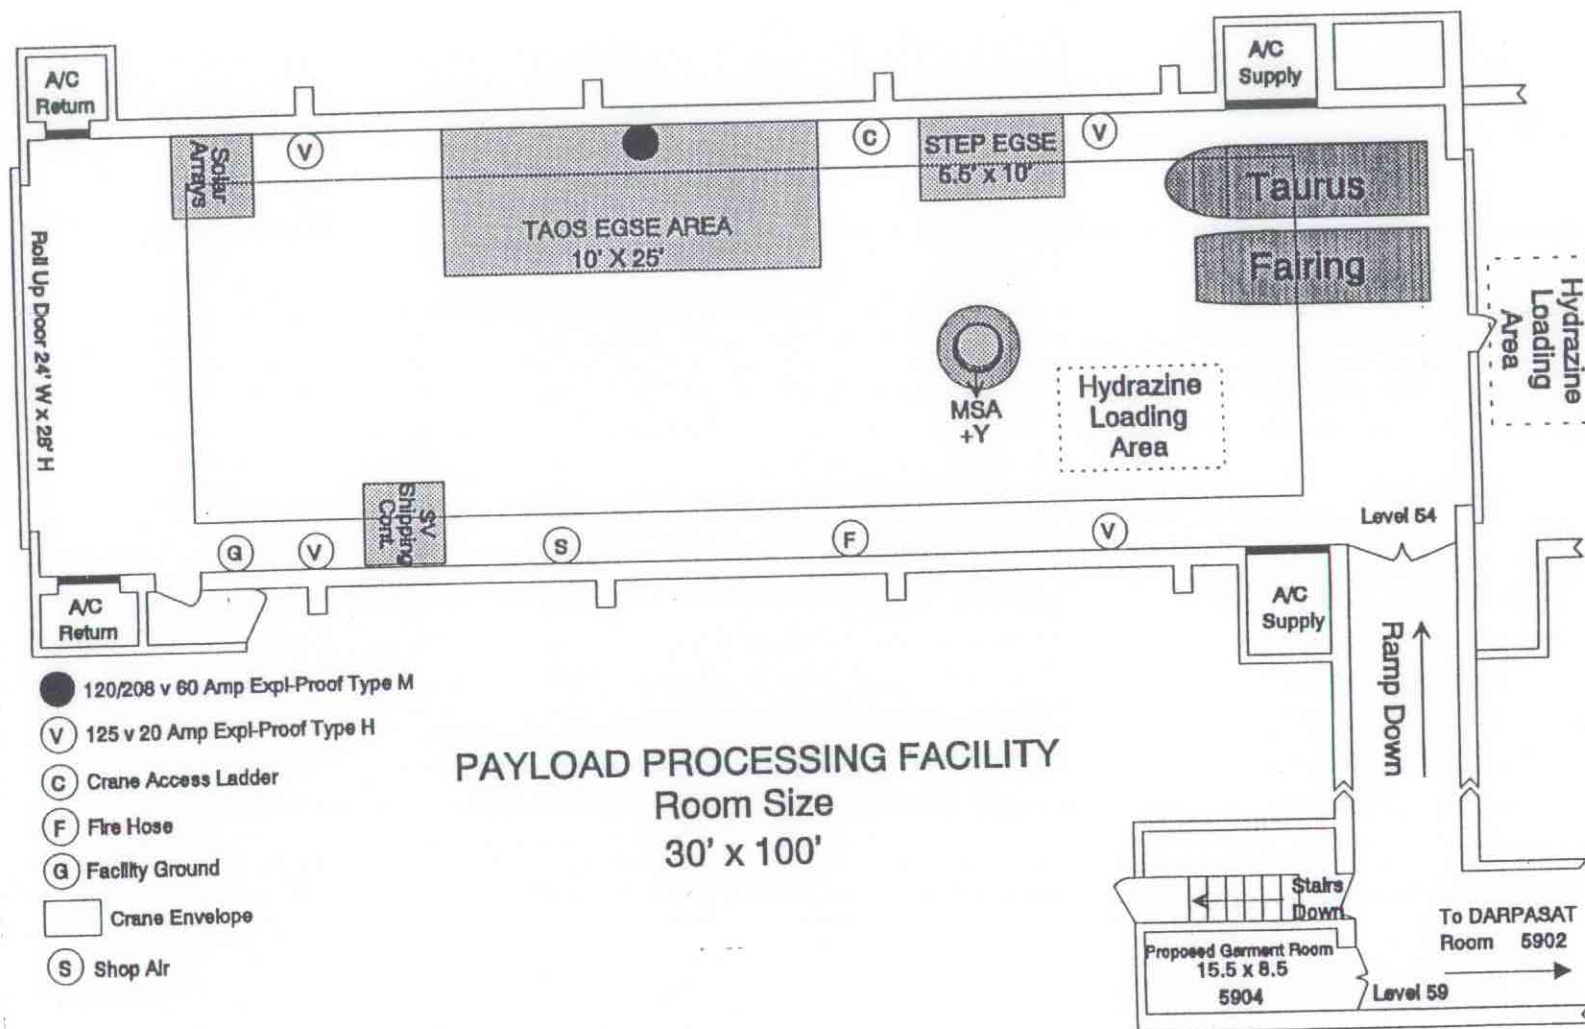 A/C
Return
A/C
Supply
Solar
Arrays
V
C
STEP EGSE
5.5' x 10'
V
Taurus
TAOS EGSE AREA
10' X 25'
Fairing
Roll Up Door 24' W x 28' H
Hydrazine
Loading
Area
MSA
+Y
Hydrazine
Loading
Area
SV
Shipping
Cont.
G
V
S
F
V
Level 54
A/C
Return
A/C
Supply
Ramp Down
120/208 v 60 Amp Expl-Proof Type M
V 125 v 20 Amp Expl-Proof Type H
C Crane Access Ladder
F Fire Hose
G Facility Ground
Crane Envelope
S Shop Air
PAYLOAD PROCESSING FACILITY
Room Size
30' x 100'
Stairs
Down
Proposed Garment Room
15.5 x 8.5
5904
Level 59
To DARPASAT
Room 5902